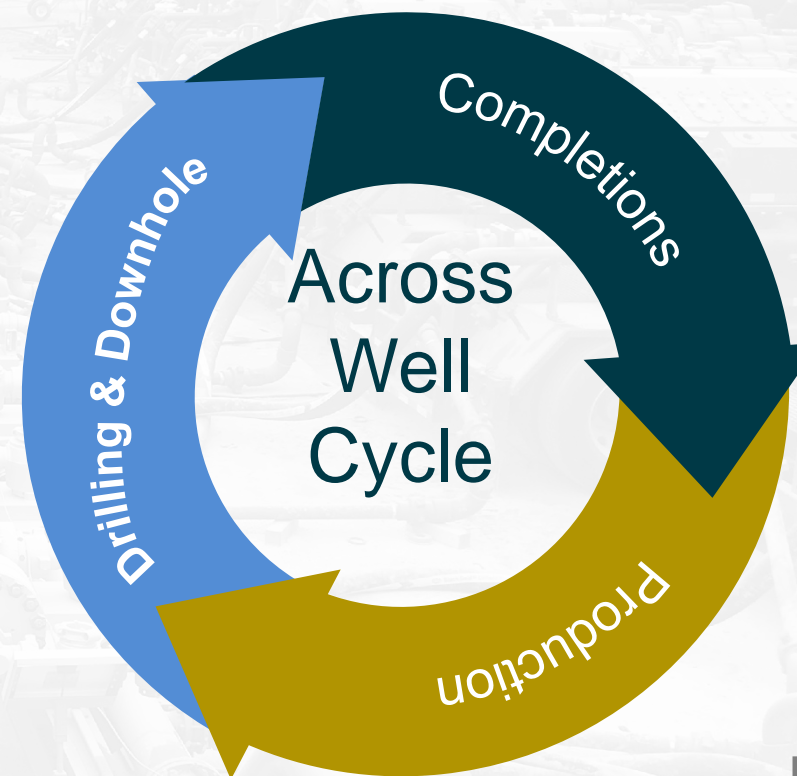 Completions
Across
Well
Cycle
Drilling & Downhole
Production